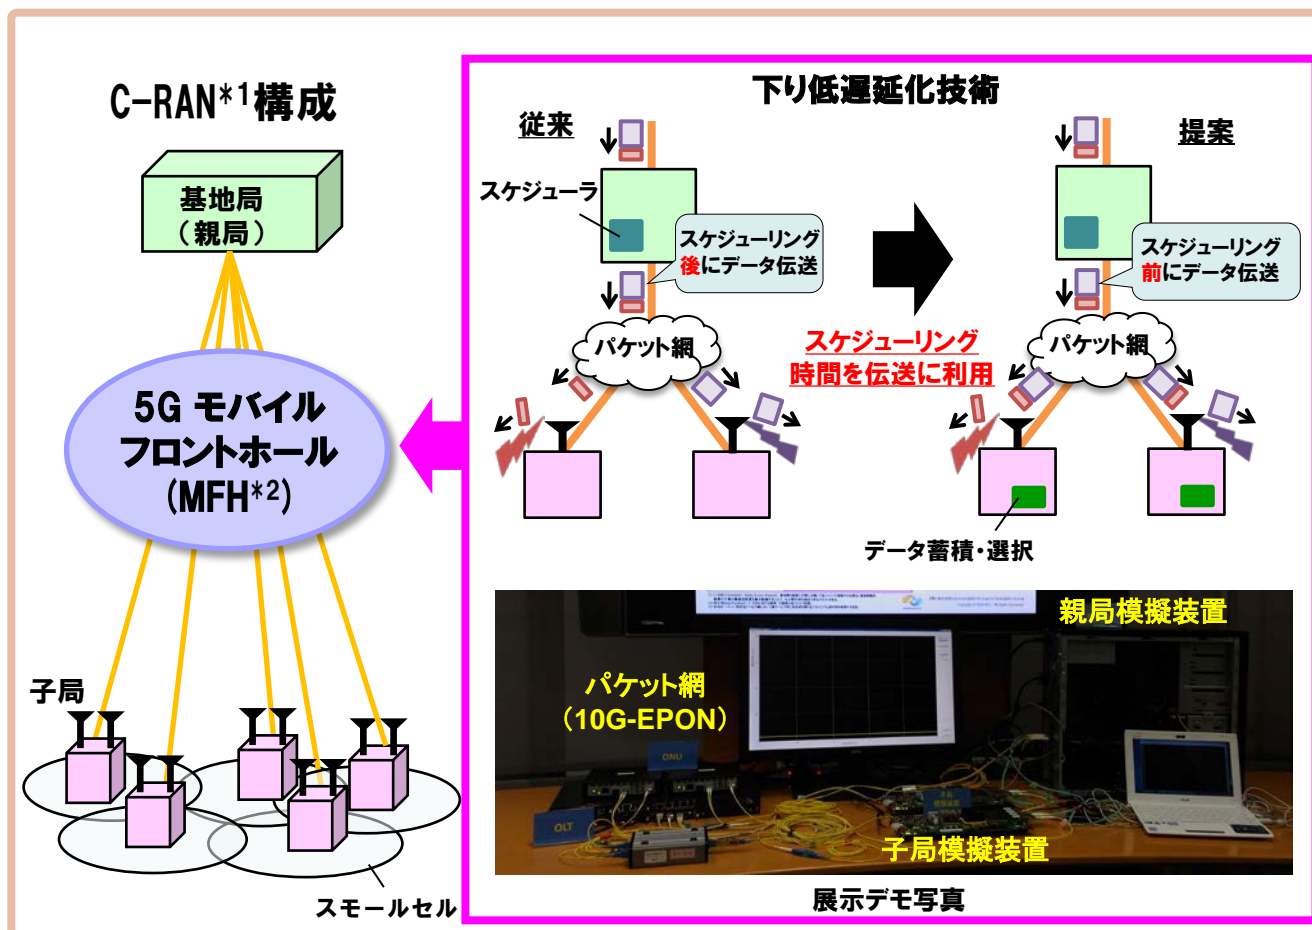 C-RAN*1構成
基地局
（親局）
5G モバイル
フロントホール
(MFH*2)
子局
スモールセル
下り低遅延化技術
従来
提案
スケジューラ
スケジューリング
後にデータ伝送
スケジューリング
前にデータ伝送
パケット網
スケジューリング
時間を伝送に利用
パケット網
データ蓄積・選択
親局模擬装置
パケット網
（10G-EPON）
ONU
OLT
子局模擬装置
展示デモ写真